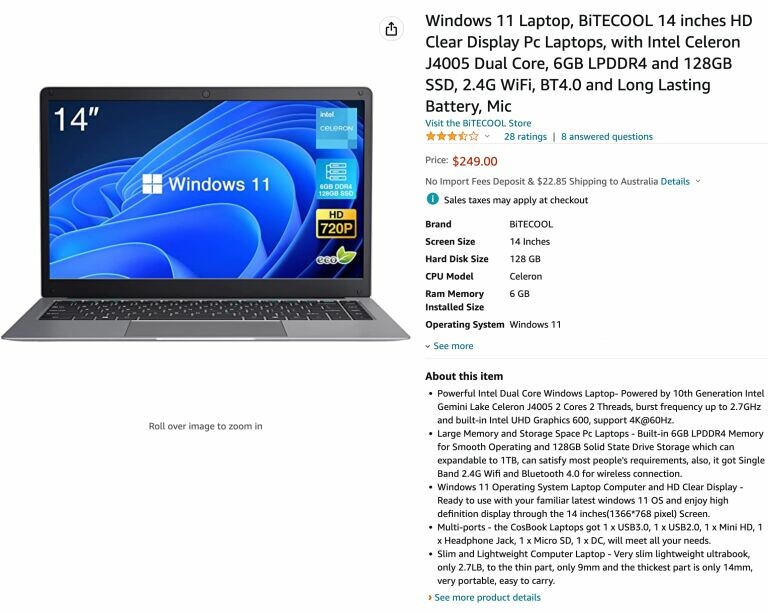 Windows 11 Laptop, BiTECOOL 14 inches HD
Clear Display Pc Laptops, with Intel Celeron
J4005 Dual Core, 6GB LPDDR4 and 128GB
SSD, 2.4G WiFi, BT4.0 and Long Lasting
Battery, Mic
Visit the BiTECOOL Store
28 ratings | 8 answered questions
Price: $249.00
No Import Fees Deposit & $22.85 Shipping to Australia Details
Sales taxes may apply at checkout
Brand BiTECOOL
Screen Size 14 Inches
Hard Disk Size 128 GB
CPU Model Celeron
Ram Memory 6 GB
Installed Size
Operating System Windows 11
See more
About this item
• Powerful Intel Dual Core Windows Laptop- Powered by 10th Generation Intel
Gemini Lake Celeron J4005 2 Cores 2 Threads, burst frequency up to 2.7GHz
and built-in Intel UHD Graphics 600, support 4K@60Hz.
• Large Memory and Storage Space Pc Laptops - Built-in 6GB LPDDR4 Memory
for Smooth Operating and 128GB Solid State Drive Storage which can
expandable to 1TB, can satisfy most people's requirements, also, it got Single
Band 2.4G Wifi and Bluetooth 4.0 for wireless connection.
• Windows 11 Operating System Laptop Computer and HD Clear Display -
Ready to use with your familiar latest windows 11 OS and enjoy high
definition display through the 14 inches(1366*768 pixel) Screen.
• Multi-ports - the CosBook Laptops got 1 x USB3.0, 1 x USB2.0, 1 x Mini HD, 1
x Headphone Jack, 1 x Micro SD, 1 x DC, will meet all your needs.
• Slim and Lightweight Computer Laptop - Very slim lightweight ultrabook,
only 2.7LB, to the thin part, only 9mm and the thickest part is only 14mm,
very portable, easy to carry.
See more product details
14"
intel
CELERON
Windows 11
6GB DDR4
128GB SSD
HD
720P
eco
Roll over image to zoom in